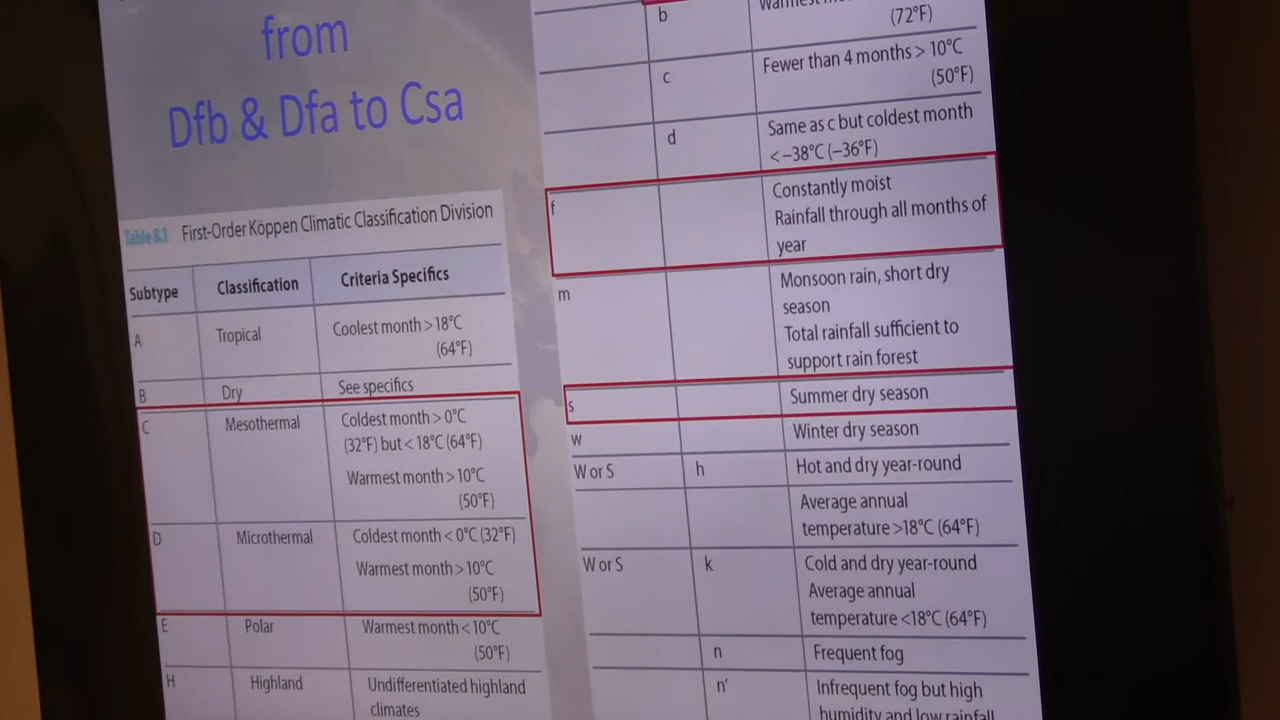 from
Dfb & Dfa to Csa
Table 8.1 First-Order Köppen Climatic Classification Division
Subtype Classification Criteria Specifics
A Tropical Coolest month >18°C
(64°F)
B Dry See specifics
C Mesothermal Coldest month > 0°C
(32°F) but < 18°C (64°F)
Warmest month >10°C
(50°F)
D Microthermal Coldest month < 0°C (32°F)
Warmest month >10°C
(50°F)
E Polar Warmest month <10°C
(50°F)
H Highland Undifferentiated highland
climates
b Warmest
(72°F)
c Fewer than 4 months > 10°C
(50°F)
d Same as c but coldest month
<–38°C (–36°F)
f Constantly moist
Rainfall through all months of
year
m Monsoon rain, short dry
season
Total rainfall sufficient to
support rain forest
s Summer dry season
w Winter dry season
W or S h Hot and dry year-round
Average annual
temperature >18°C (64°F)
W or S k Cold and dry year-round
Average annual
temperature <18°C (64°F)
n Frequent fog
n' Infrequent fog but high
humidity and low rainfall